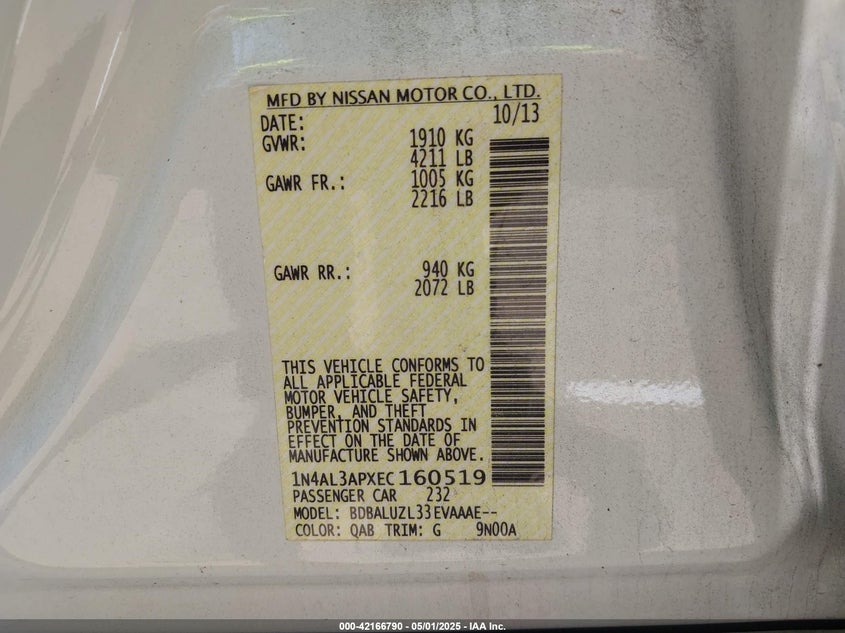 MFD BY NISSAN MOTOR CO., LTD.
DATE: 10/13
GVWR: 1910 KG
4211 LB
GAWR FR.: 1005 KG
2216 LB
GAWR RR.: 940 KG
2072 LB
THIS VEHICLE CONFORMS TO
ALL APPLICABLE FEDERAL
MOTOR VEHICLE SAFETY,
BUMPER, AND THEFT
PREVENTION STANDARDS IN
EFFECT ON THE DATE OF
MANUFACTURE SHOWN ABOVE.
1N4AL3APXEC160519
PASSENGER CAR 232
MODEL: BDBALUZL33EVAAAE--
COLOR: QAB TRIM: G 9N00A
000-42166790 - 05/01/2025 - IAA Inc.